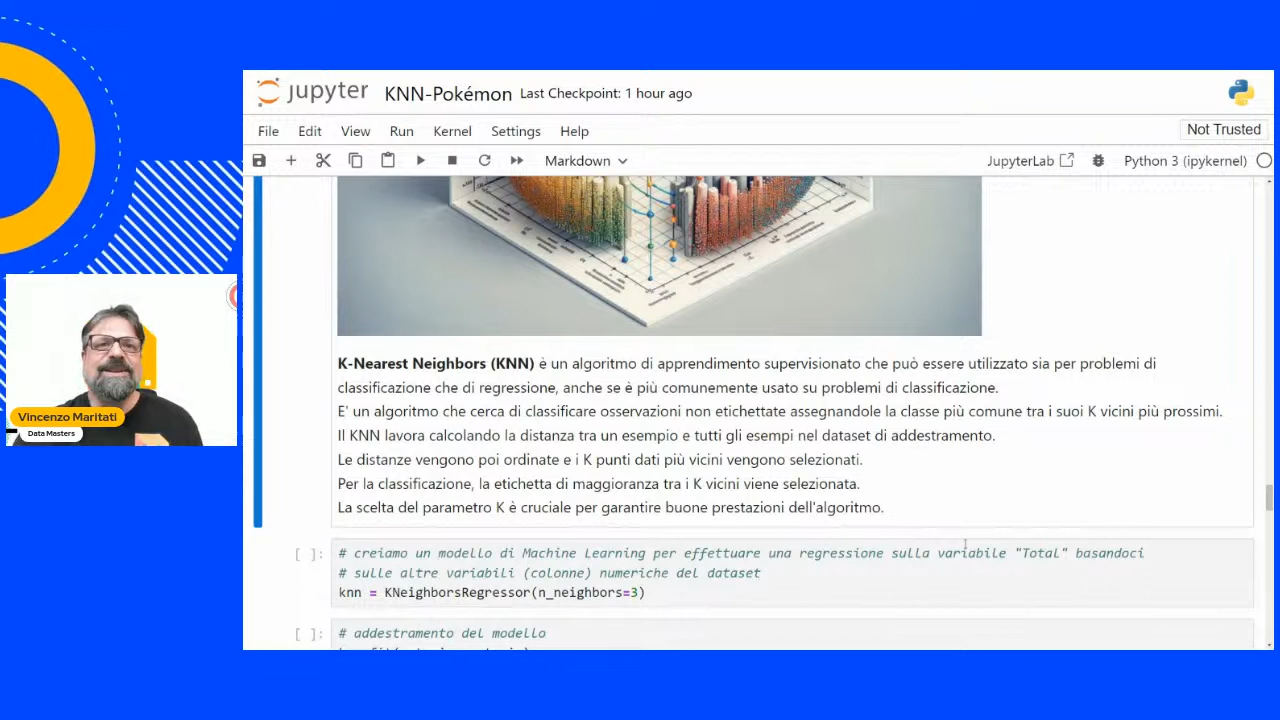 jupyter KNN-Pokémon Last Checkpoint: 1 hour ago
File Edit View Run Kernel Settings Help
Not Trusted
Markdown
JupyterLab
Python 3 (ipykernel)
K-Nearest Neighbors (KNN) è un algoritmo di apprendimento supervisionato che può essere utilizzato sia per problemi di
classificazione che di regressione, anche se è più comunemente usato su problemi di classificazione.
E' un algoritmo che cerca di classificare osservazioni non etichettate assegnandole la classe più comune tra i suoi K vicini più prossimi.
Il KNN lavora calcolando la distanza tra un esempio e tutti gli esempi nel dataset di addestramento.
Le distanze vengono poi ordinate e i K punti dati più vicini vengono selezionati.
Per la classificazione, la etichetta di maggioranza tra i K vicini viene selezionata.
La scelta del parametro K è cruciale per garantire buone prestazioni dell'algoritmo.
[ ]: # creiamo un modello di Machine Learning per effettuare una regressione sulla variabile "Total" basandoci
# sulle altre variabili (colonne) numeriche del dataset
knn = KNeighborsRegressor(n_neighbors=3)
[ ]: # addestramento del modello
Vincenzo Maritati
Data Masters